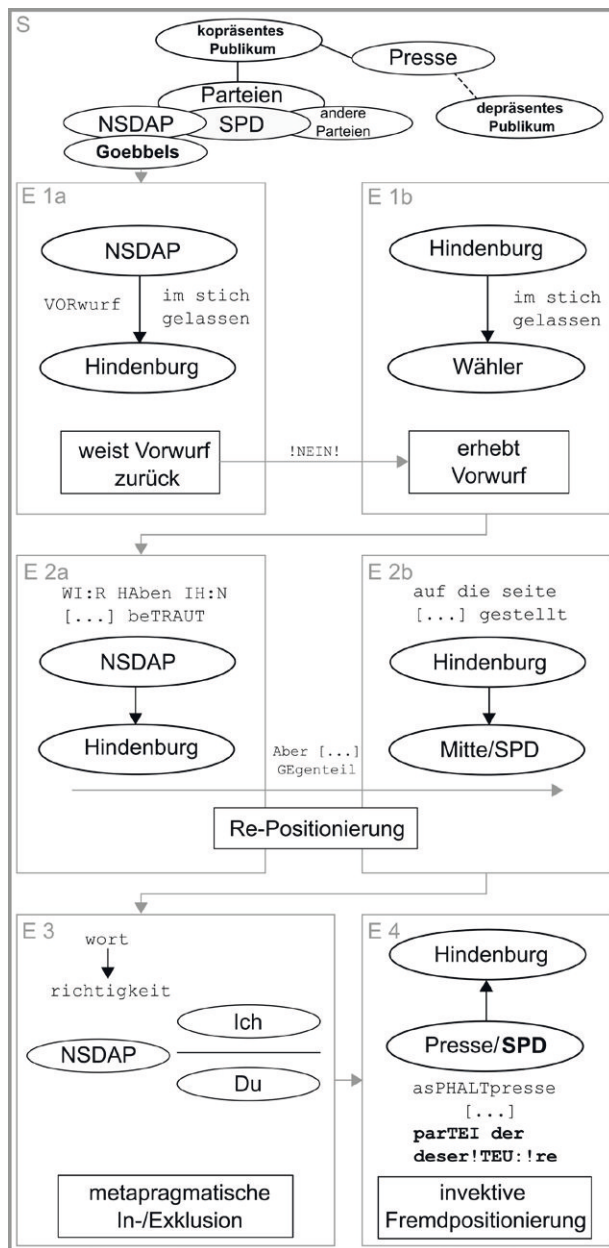 S
kopräsentes
Publikum
Presse
Parteien
depräsentes
Publikum
NSDAP
SPD
andere
Parteien
Goebbels
E 1a
NSDAP
VORwurf
im stich
gelassen
Hindenburg
weist Vorwurf
zurück
!NEIN!
E 1b
Hindenburg
im stich
gelassen
Wähler
erhebt
Vorwurf
E 2a
WI:R HAben IH:N
[...] beTRAUT
NSDAP
Hindenburg
Aber [...]
GEgenteil
Re-Positionierung
E 2b
auf die seite
[...] gestellt
Hindenburg
Mitte/SPD
E 3
wort
richtigkeit
NSDAP
Ich
Du
metapragmatische
In-/Exklusion
E 4
Hindenburg
Presse/SPD
asPHALTpresse
[...]
parTEI der
deser!TEU:!re
invektive
Fremdpositionierung